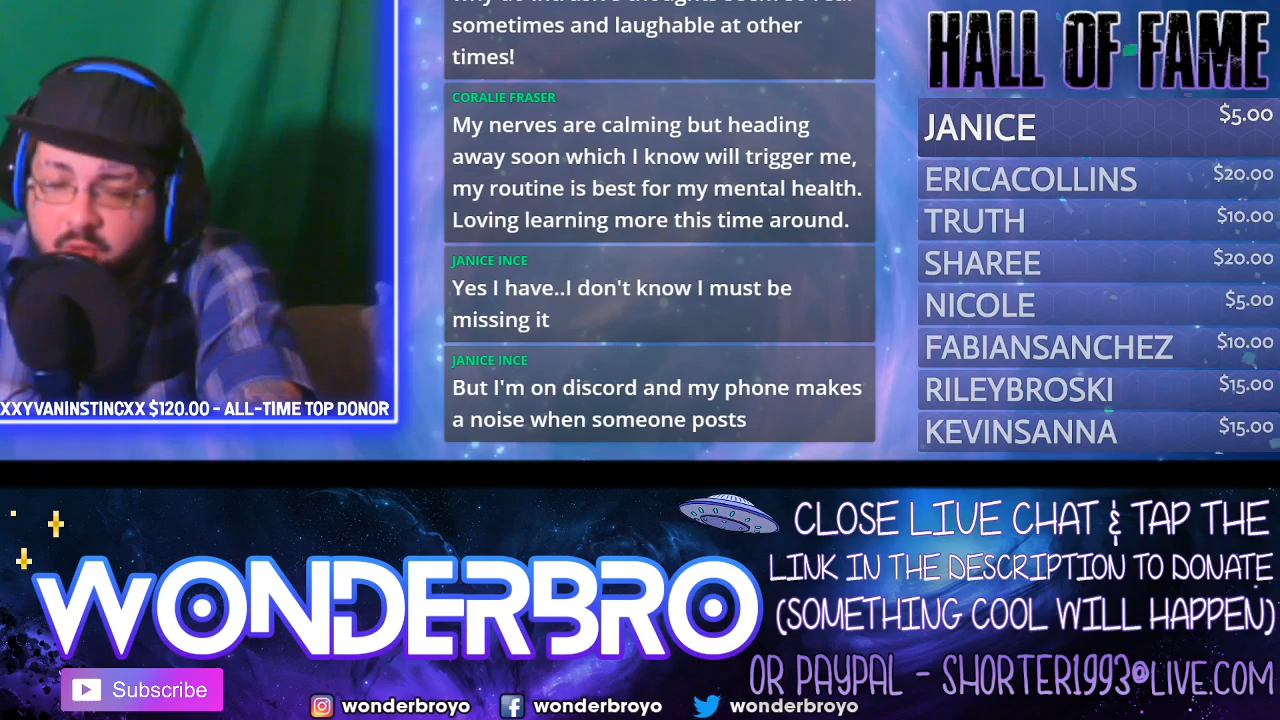 sometimes and laughable at other
times!
CORALIE FRASER
My nerves are calming but heading
away soon which I know will trigger me,
my routine is best for my mental health.
Loving learning more this time around.
JANICE INCE
Yes I have..I don't know I must be
missing it
JANICE INCE
But I'm on discord and my phone makes
a noise when someone posts
XXYVANINSTINCXX $120.00 - ALL-TIME TOP DONOR
HALL OF FAME
JANICE $5.00
ERICACOLLINS $20.00
TRUTH $10.00
SHAREE $20.00
NICOLE $5.00
FABIANSANCHEZ $10.00
RILEYBROSKI $15.00
KEVINSANNA $15.00
WONDERBRO
Subscribe
wonderbroyo
wonderbroyo
wonderbroyo
CLOSE LIVE CHAT & TAP THE
LINK IN THE DESCRIPTION TO DONATE
(SOMETHING COOL WILL HAPPEN)
OR PAYPAL - SHORTER1993@LIVE.COM